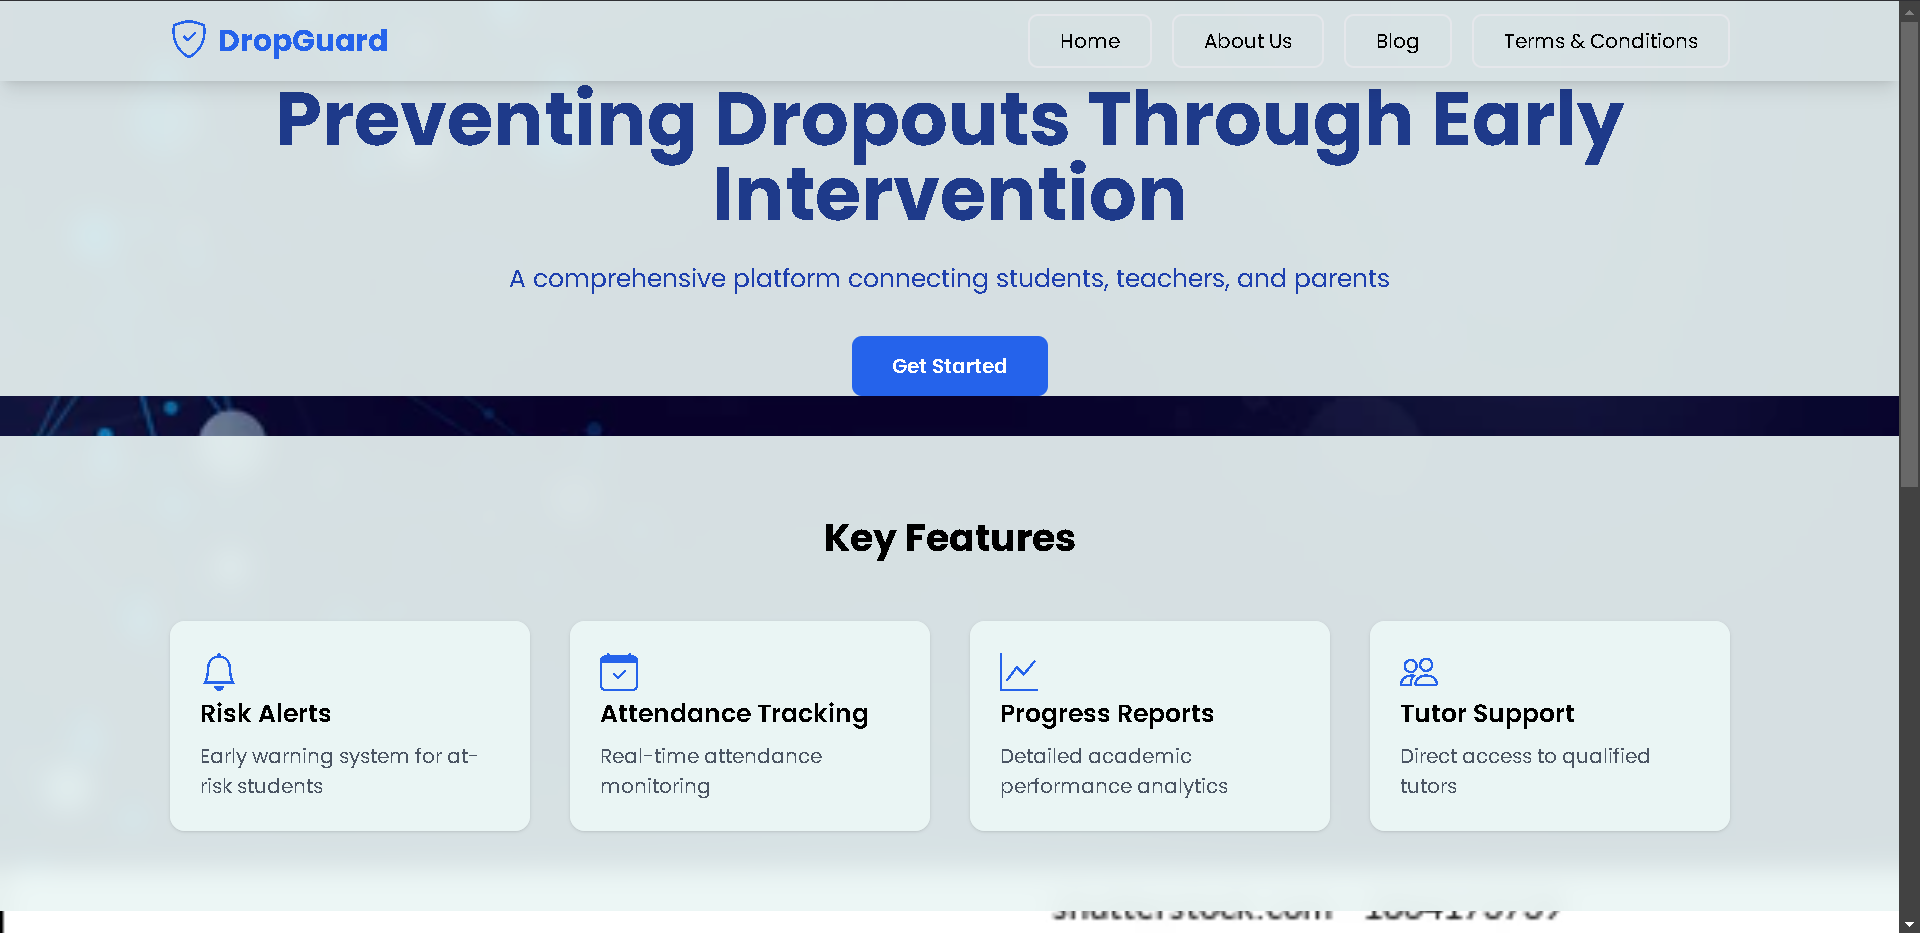 DropGuard
Home
About Us
Blog
Terms & Conditions
Preventing Dropouts Through Early
Intervention
A comprehensive platform connecting students, teachers, and parents
Get Started
Key Features
Risk Alerts
Early warning system for at-
risk students
Attendance Tracking
Real-time attendance
monitoring
Progress Reports
Detailed academic
performance analytics
Tutor Support
Direct access to qualified
tutors
shutterstock.com